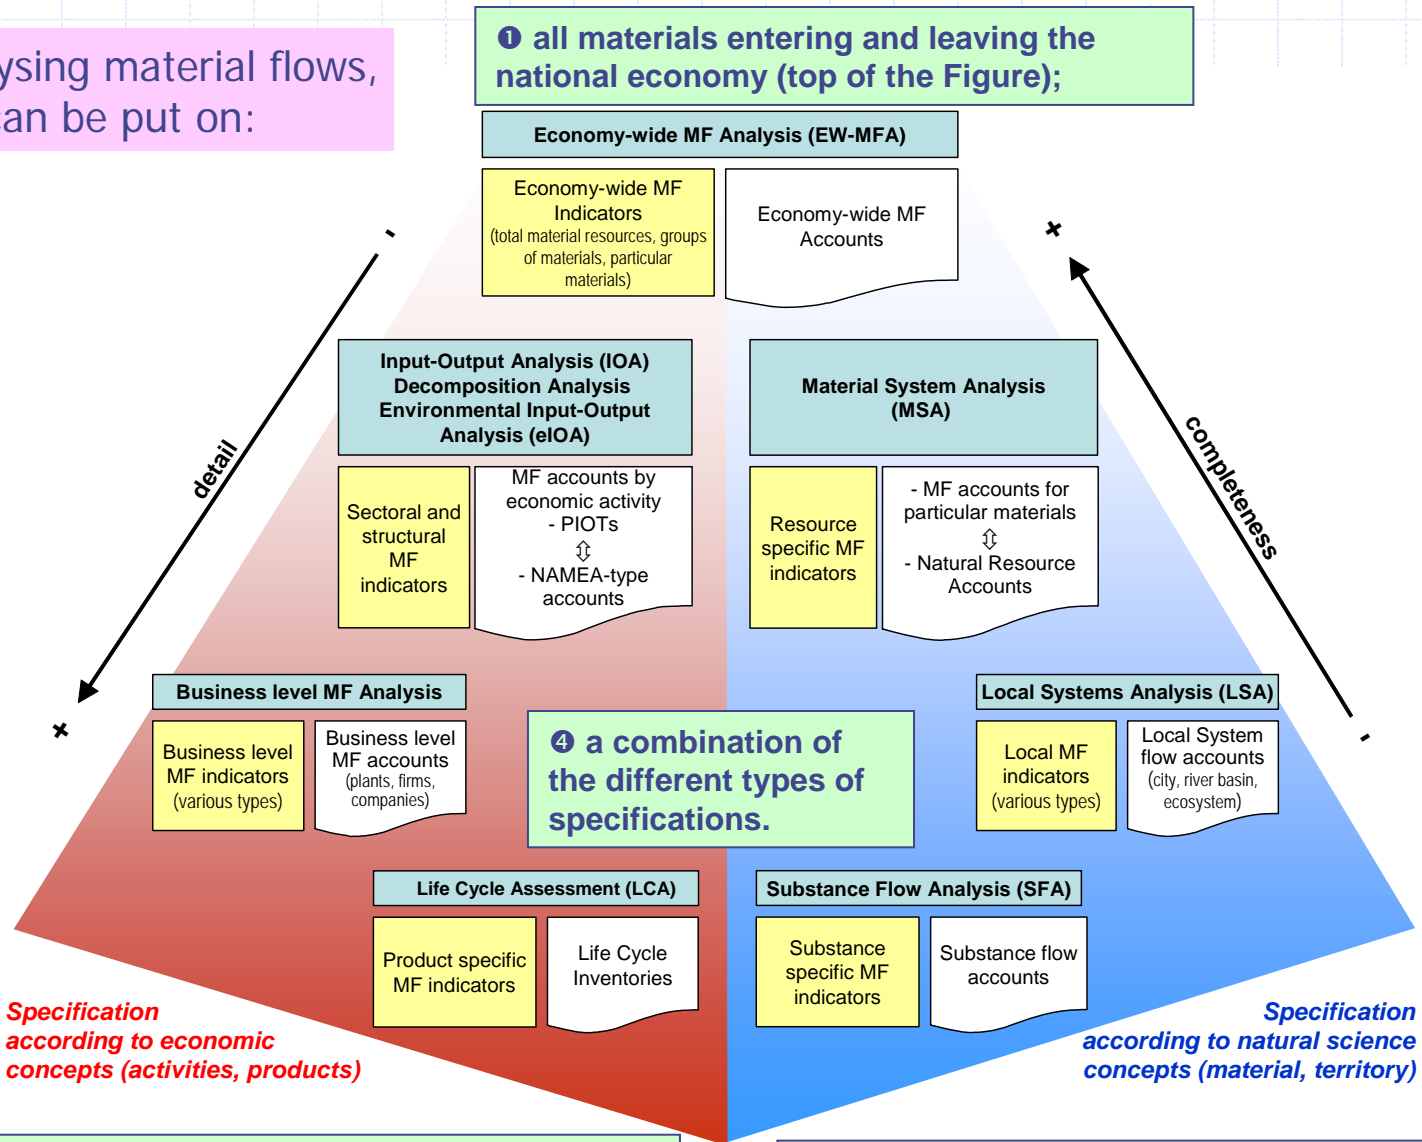 ysing material flows,
can be put on:
❶ all materials entering and leaving the
national economy (top of the Figure);
Economy-wide MF Analysis (EW-MFA)
Economy-wide MF
Indicators
(total material resources, groups
of materials, particular
materials)
Economy-wide MF
Accounts
-
+
detail
completeness
Input-Output Analysis (IOA)
Decomposition Analysis
Environmental Input-Output
Analysis (eIOA)
Material System Analysis
(MSA)
Sectoral and
structural
MF
indicators
MF accounts by
economic activity
- PIOTs
⇕
- NAMEA-type
accounts
Resource
specific MF
indicators
- MF accounts for
particular materials
⇕
- Natural Resource
Accounts
+
-
Business level MF Analysis
Business level
MF indicators
(various types)
Business level
MF accounts
(plants, firms,
companies)
❹ a combination of
the different types of
specifications.
Local Systems Analysis (LSA)
Local MF
indicators
(various types)
Local System
flow accounts
(city, river basin,
ecosystem)
Life Cycle Assessment (LCA)
Product specific
MF indicators
Life Cycle
Inventories
Substance Flow Analysis (SFA)
Substance
specific MF
indicators
Substance flow
accounts
Specification
according to economic
concepts (activities, products)
Specification
according to natural science
concepts (material, territory)